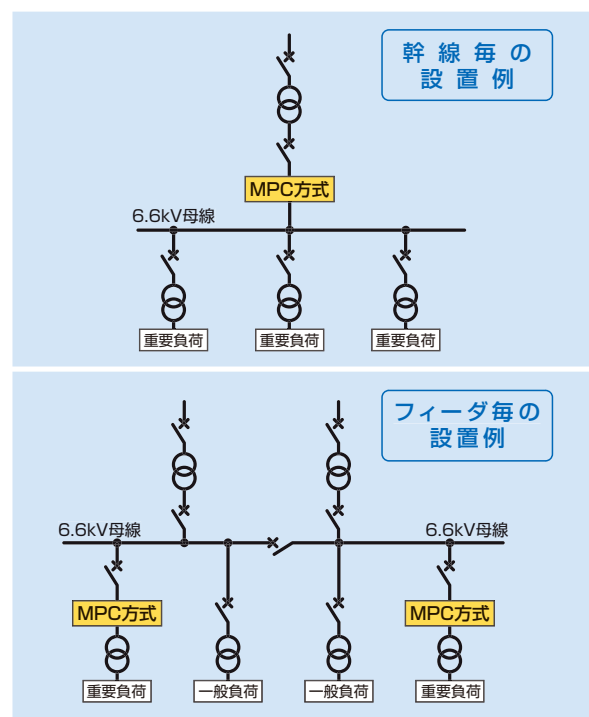 幹線毎の
設置例
MPC方式
6.6kV母線
重要負荷
重要負荷
重要負荷
フィーダ毎の
設置例
6.6kV母線
6.6kV母線
MPC方式
MPC方式
重要負荷
一般負荷
一般負荷
重要負荷